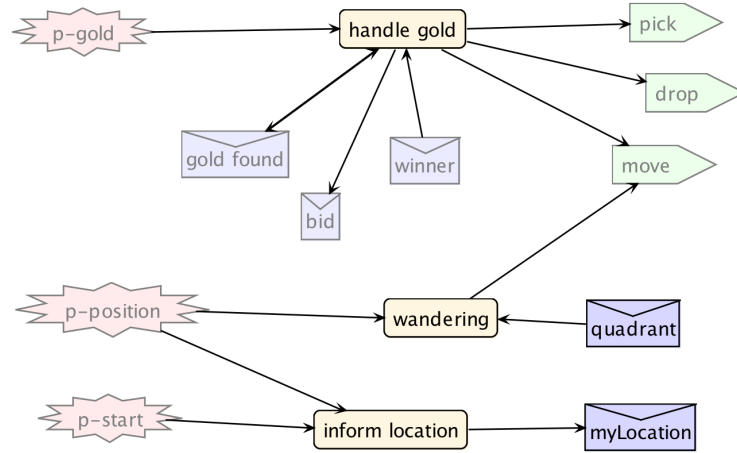 p-gold
handle gold
pick
drop
gold found
winner
move
bid
p-position
wandering
quadrant
p-start
inform location
myLocation